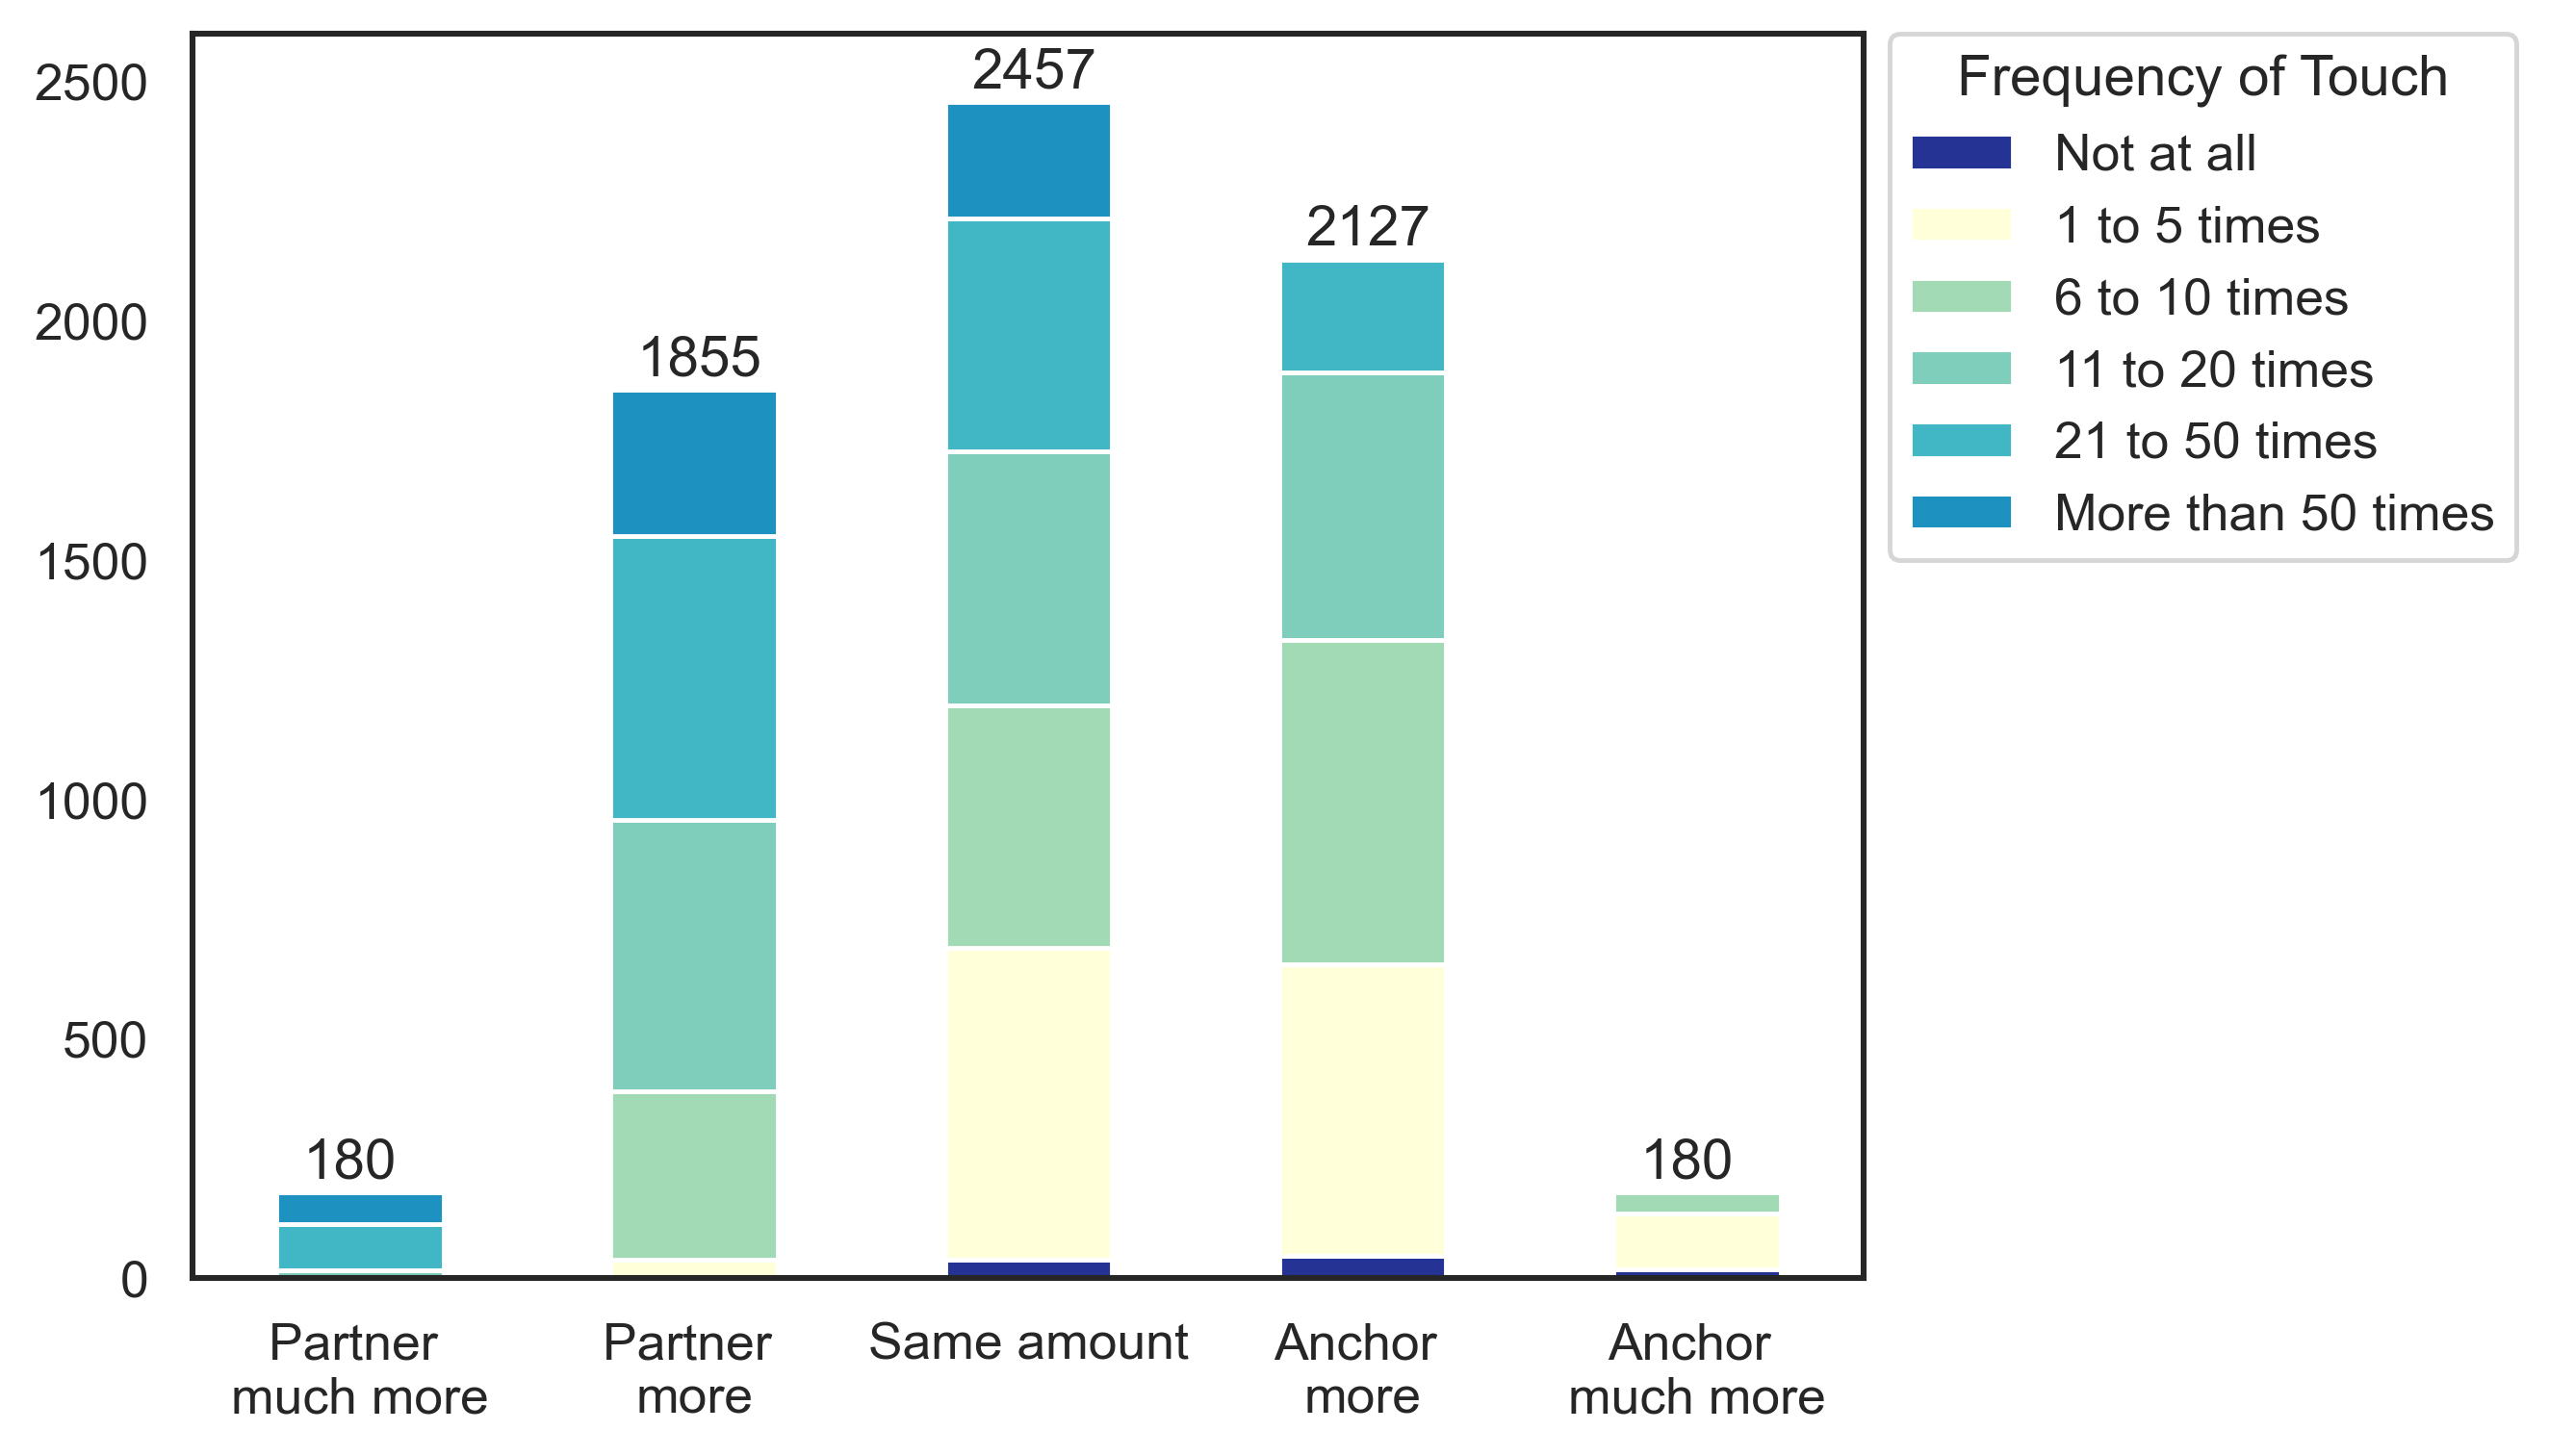 2500
2000
1500
1000
500
0
2457
2127
1855
180
180
Partner
much more
Partner
more
Same amount
Anchor
more
Anchor
much more
Frequency of Touch
Not at all
1 to 5 times
6 to 10 times
11 to 20 times
21 to 50 times
More than 50 times